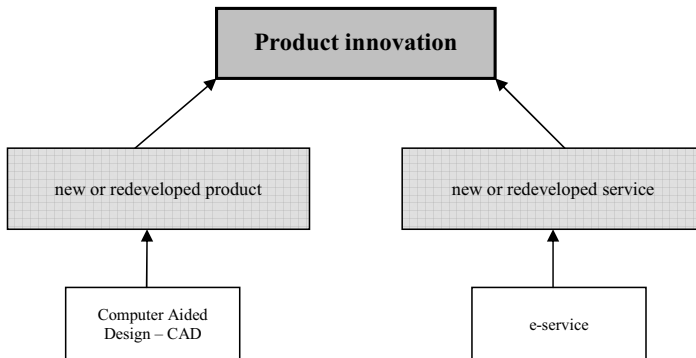 Product innovation
new or redeveloped product
new or redeveloped service
Computer Aided
Design – CAD
e-service